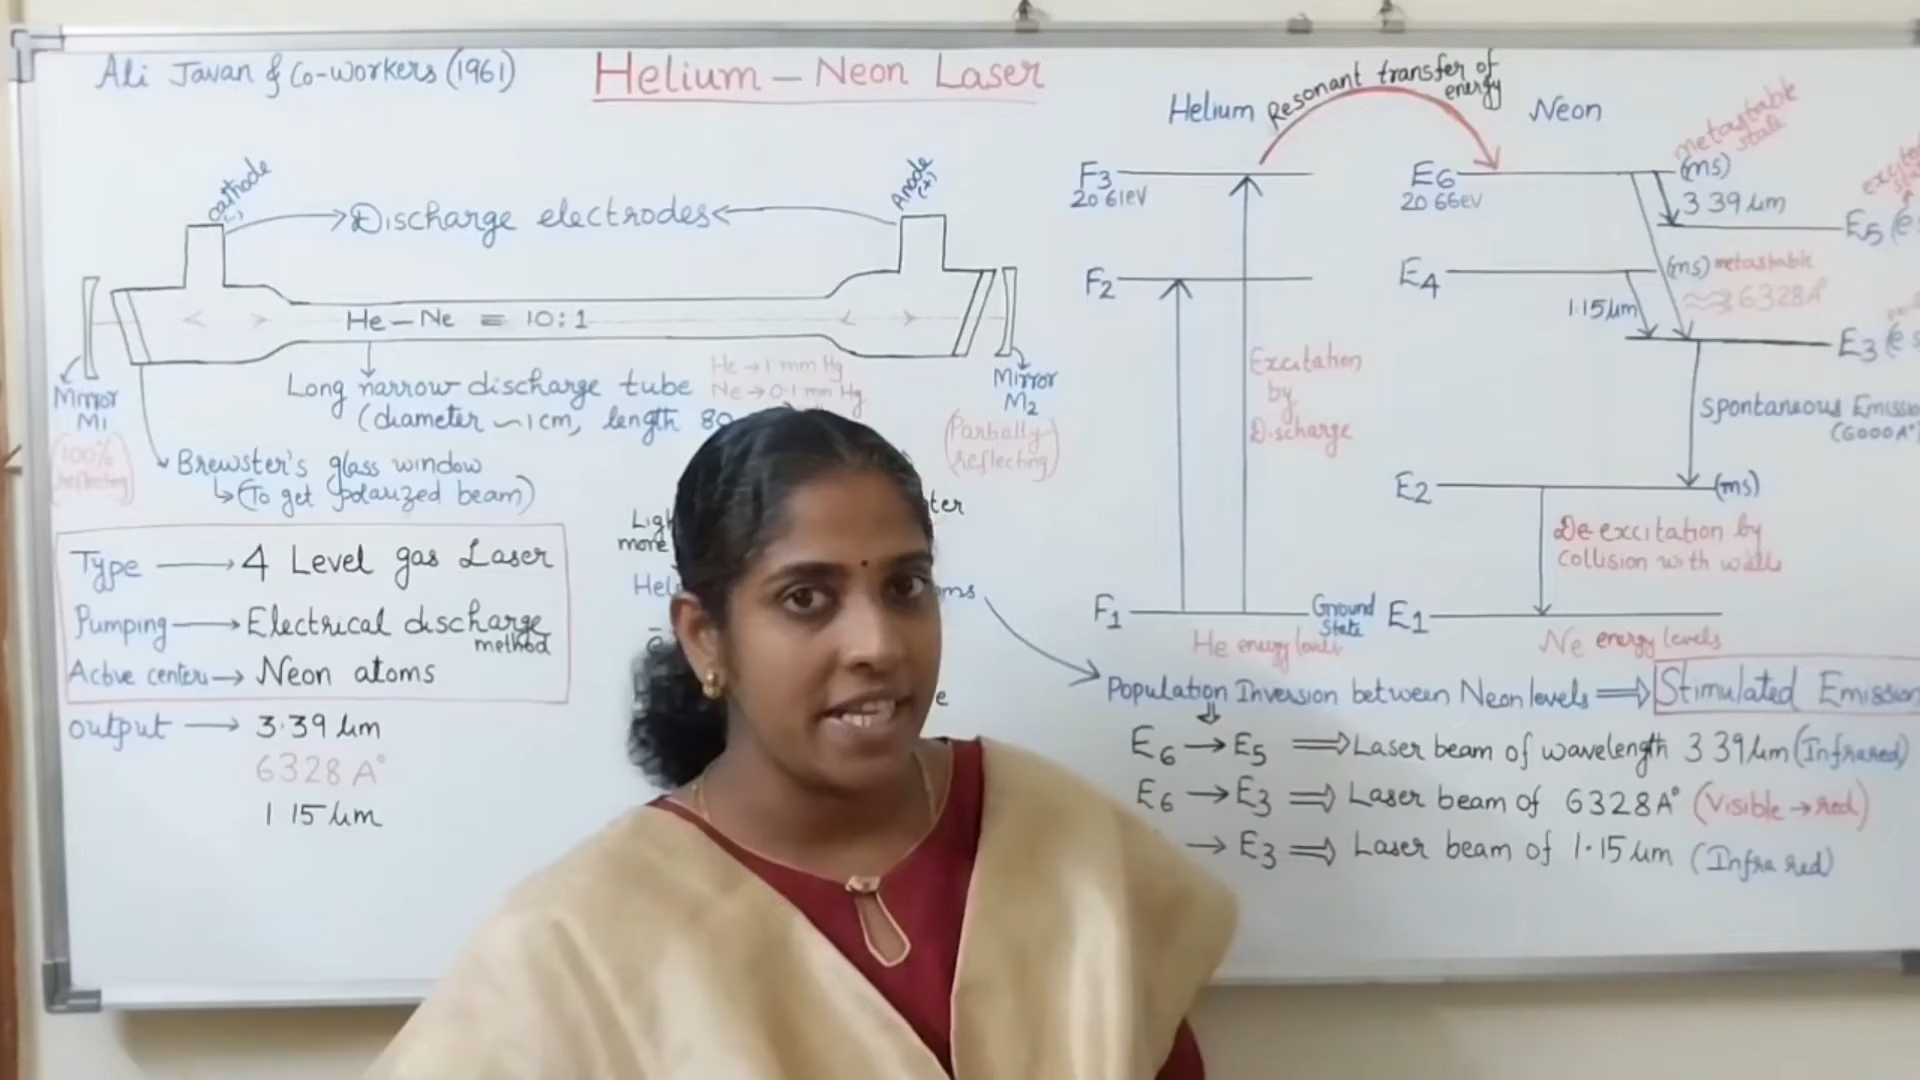 Ali Javan & Co-workers (1961)
Helium - Neon Laser
Cathode
(-)
Discharge electrodes
Anode
(+)
He - Ne = 10:1
Mirror
M1
100%
reflecting
Long narrow discharge tube
(diameter ~1cm, length 80
He → 1 mm Hg
Ne → 0.1 mm Hg
Mirror
M2
(Partially
reflecting)
Brewster's glass window
(To get polarized beam)
Type → 4 Level gas Laser
Pumping → Electrical discharge
method
Active center → Neon atoms
output → 3.39 µm
6328 A°
1.15 µm
more
Helium
Resonant transfer of
energy
Neon
metastable
state
F3
20.61eV
E6
20.66ev
(ms)
3.39 µm
E5
F2
E4
(ms) metastable
6328A°
1.15µm
E3
Excitation
by
Discharge
Spontaneous Emission
(6000A°)
E2
(ms)
De excitation by
collision with walls
F1
Ground
State
E1
He energy levels
Ne energy levels
Population Inversion between Neon levels ⇒ Stimulated Emission
E6 → E5 ⇒ Laser beam of wavelength 3.39µm (Infrared)
E6 → E3 ⇒ Laser beam of 6328A° (Visible → red)
→ E3 ⇒ Laser beam of 1.15µm (Infra red)